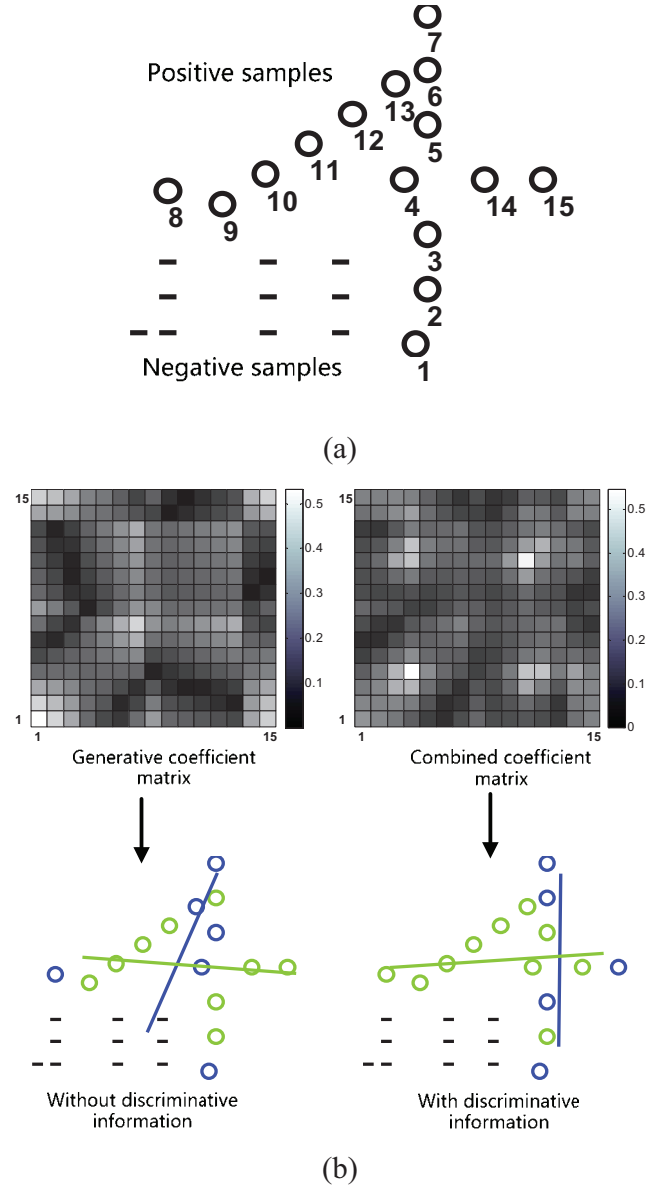 7
Positive samples
6
13
12
5
11
10
4
14
15
8
9
3
2
Negative samples
1
(a)
15
0.5
0.4
0.3
0.2
0.1
1
1
15
Generative coefficient
matrix
15
0.5
0.4
0.3
0.2
0.1
0
1
1
15
Combined coefficient
matrix
Without discriminative
information
With discriminative
information
(b)